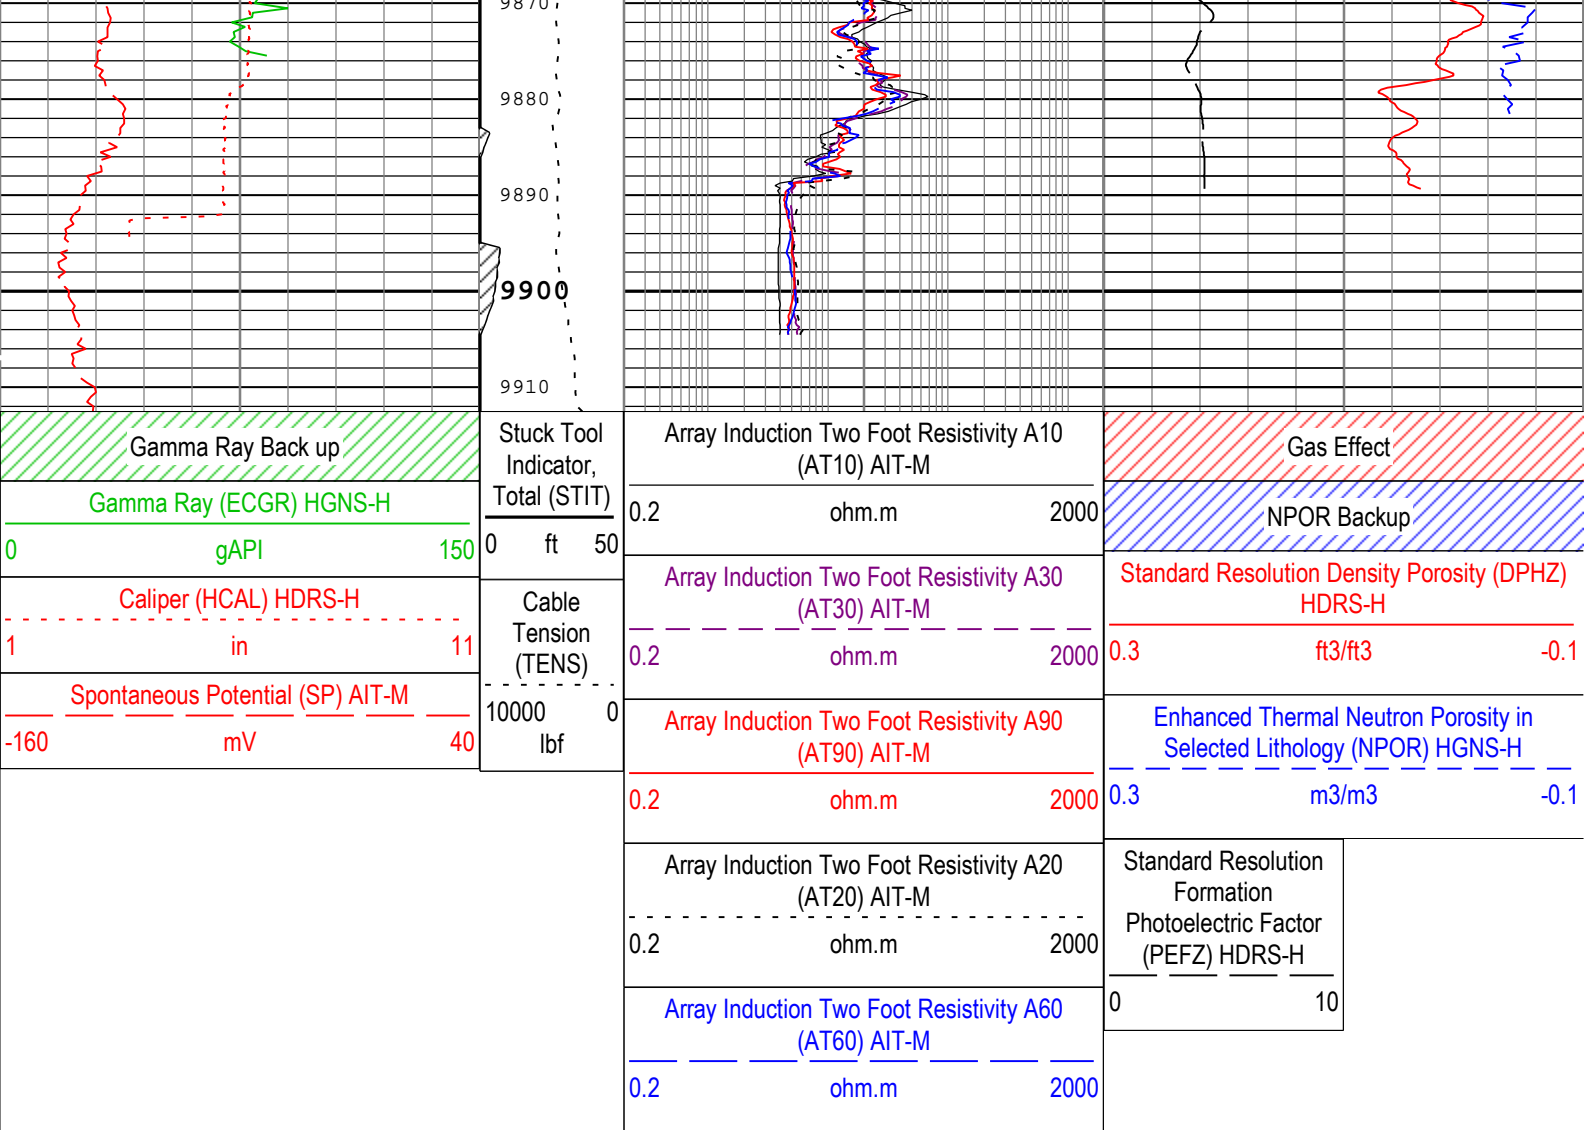 9870
9880
9890
9900
9910
Gamma Ray Back up
Gamma Ray (ECGR) HGNS-H
0 gAPI 150
Caliper (HCAL) HDRS-H
1 in 11
Spontaneous Potential (SP) AIT-M
-160 mV 40
Stuck Tool
Indicator,
Total (STIT)
0 ft 50
Cable
Tension
(TENS)
10000 0
lbf
Array Induction Two Foot Resistivity A10
(AT10) AIT-M
0.2 ohm.m 2000
Array Induction Two Foot Resistivity A30
(AT30) AIT-M
0.2 ohm.m 2000
Array Induction Two Foot Resistivity A90
(AT90) AIT-M
0.2 ohm.m 2000
Array Induction Two Foot Resistivity A20
(AT20) AIT-M
0.2 ohm.m 2000
Array Induction Two Foot Resistivity A60
(AT60) AIT-M
0.2 ohm.m 2000
Gas Effect
NPOR Backup
Standard Resolution Density Porosity (DPHZ)
HDRS-H
0.3 ft3/ft3 -0.1
Enhanced Thermal Neutron Porosity in
Selected Lithology (NPOR) HGNS-H
0.3 m3/m3 -0.1
Standard Resolution
Formation
Photoelectric Factor
(PEFZ) HDRS-H
0 10